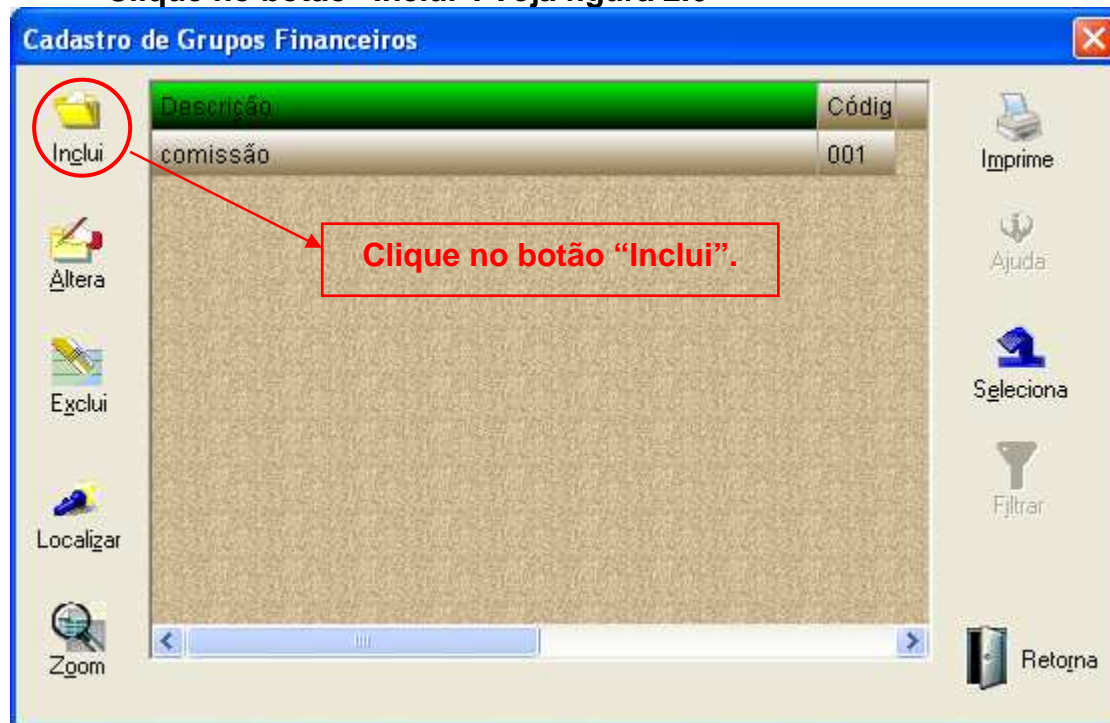 Cadastro de Grupos Financeiros
Inclui
Altera
Exclui
Localizar
Zoom
Descrição
Códig
comissão
001
Clique no botão “Inclui”.
Imprime
Ajuda
Seleciona
Filtrar
Retorna